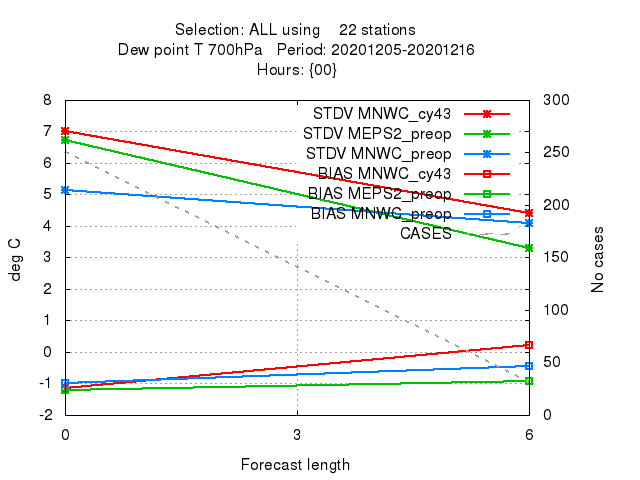 Selection: ALL using    22 stations
Dew point T 700hPa   Period: 20201205-20201216
Hours: {00}
STDV MNWC_cy43
STDV MEPS2_preop
STDV MNWC_preop
BIAS MNWC_cy43
BIAS MEPS2_preop
BIAS MNWC_preop
CASES
deg C
8
7
6
5
4
3
2
1
0
-1
-2
300
250
200
150
100
50
0
No cases
0 3 6
Forecast length